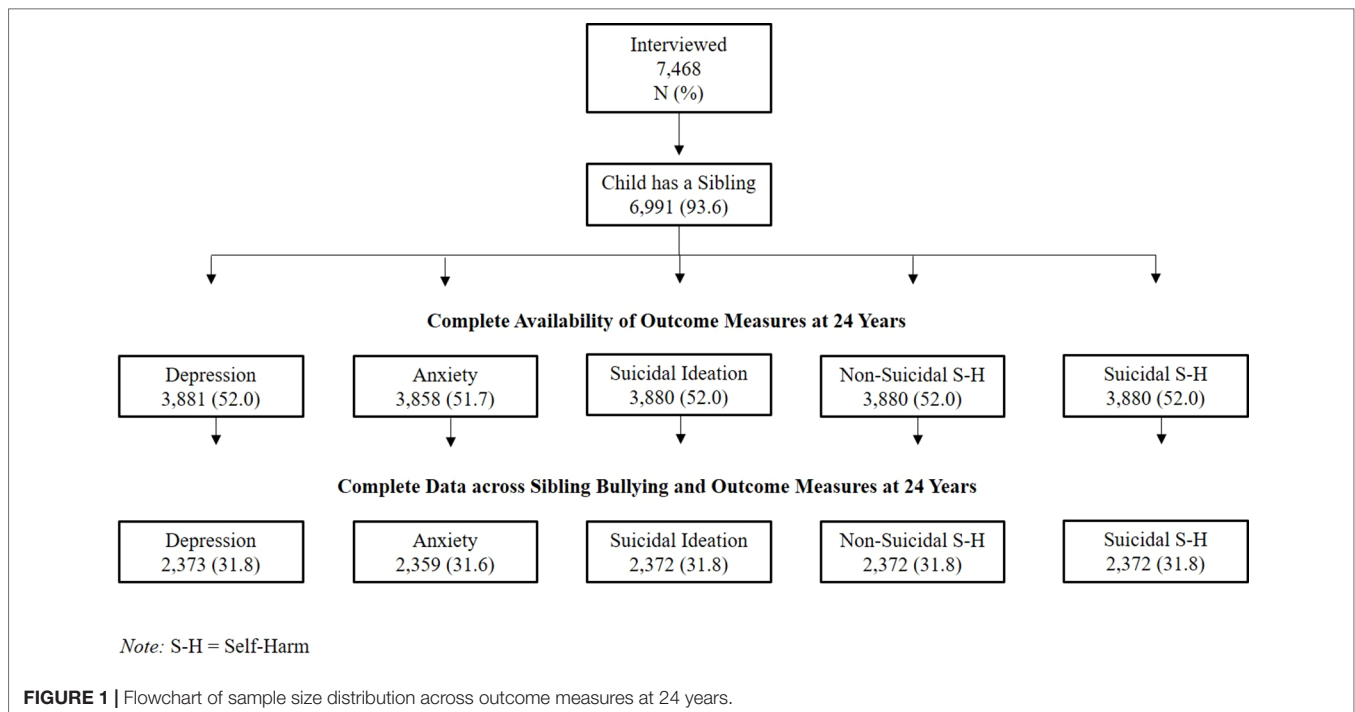 Interviewed
7,468
N (%)
Child has a Sibling
6,991 (93.6)
Complete Availability of Outcome Measures at 24 Years
Depression
3,881 (52.0)
Anxiety
3,858 (51.7)
Suicidal Ideation
3,880 (52.0)
Non-Suicidal S-H
3,880 (52.0)
Suicidal S-H
3,880 (52.0)
Complete Data across Sibling Bullying and Outcome Measures at 24 Years
Depression
2,373 (31.8)
Anxiety
2,359 (31.6)
Suicidal Ideation
2,372 (31.8)
Non-Suicidal S-H
2,372 (31.8)
Suicidal S-H
2,372 (31.8)
Note: S-H = Self-Harm
FIGURE 1 | Flowchart of sample size distribution across outcome measures at 24 years.